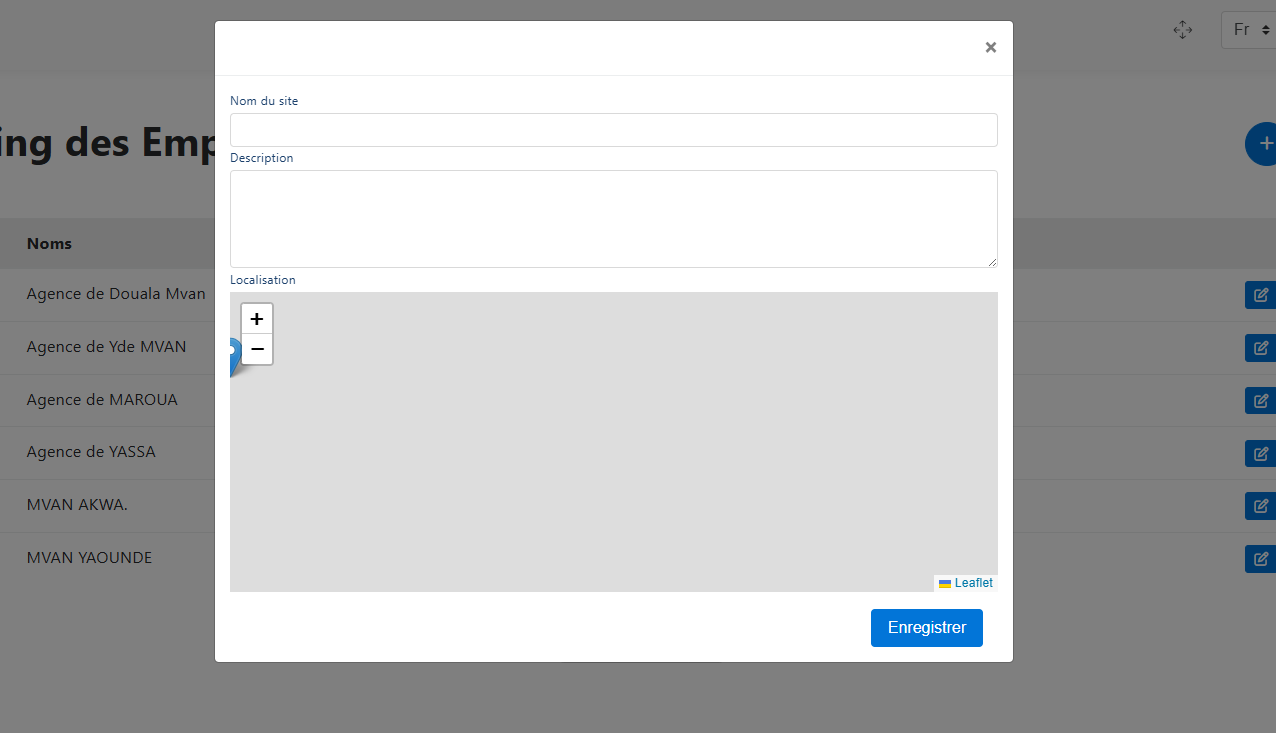 ×
Fr
ing des Emp
+
Nom du site
Description
Localisation
+
−
Leaflet
Enregistrer
Noms
Agence de Douala Mvan
Agence de Yde MVAN
Agence de MAROUA
Agence de YASSA
MVAN AKWA.
MVAN YAOUNDE